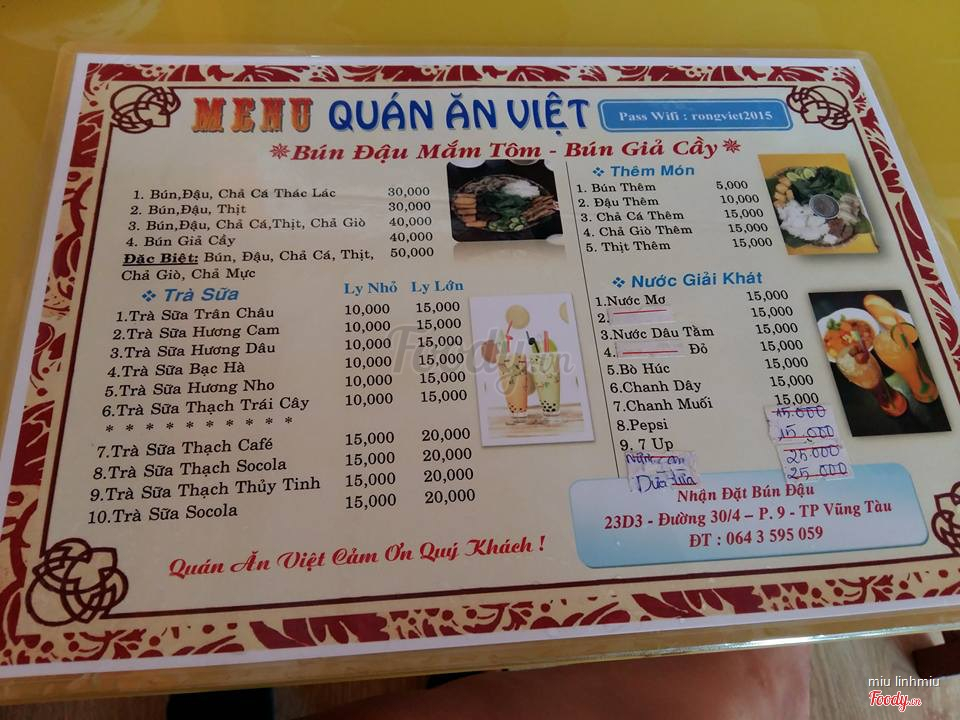 MENU QUÁN ĂN VIỆT
Pass Wifi : rongviet2015
Bún Đậu Mắm Tôm - Bún Giả Cầy
1. Bún,Đậu, Chả Cá Thác Lác 30,000
2. Bún,Đậu, Thịt 30,000
3. Bún,Đậu, Chả Cá,Thịt, Chả Giò 40,000
4. Bún Giả Cầy 40,000
Đặc Biệt: Bún, Đậu, Chả Cá, Thịt, 50,000
Chả Giò, Chả Mực
Trà Sữa Ly Nhỏ Ly Lớn
1.Trà Sữa Trân Châu 10,000 15,000
2.Trà Sữa Hương Cam 10,000 15,000
3.Trà Sữa Hương Dâu 10,000 15,000
4.Trà Sữa Bạc Hà 10,000 15,000
5.Trà Sữa Hương Nho 10,000 15,000
6.Trà Sữa Thạch Trái Cây 10,000 15,000
* * * * * * * * * *
7.Trà Sữa Thạch Café 15,000 20,000
8.Trà Sữa Thạch Socola 15,000 20,000
9.Trà Sữa Thạch Thủy Tinh 15,000 20,000
10.Trà Sữa Socola 15,000 20,000
Quán Ăn Việt Cảm Ơn Quý Khách !
Thêm Món
1. Bún Thêm 5,000
2. Đậu Thêm 10,000
3. Chả Cá Thêm 15,000
4. Chả Giò Thêm 15,000
5. Thịt Thêm 15,000
Nước Giải Khát
1.Nước Mơ 15,000
2. 15,000
3.Nước Dâu Tằm 15,000
4. Đỏ 15,000
5.Bò Húc 15,000
6.Chanh Dây 15,000
7.Chanh Muối 15,000
8.Pepsi 15.000
9. 7 Up 15.000
25.000
Dừa dứa 25.000
Nhận Đặt Bún Đậu
23D3 - Đường 30/4 – P. 9 - TP Vũng Tàu
ĐT : 064 3 595 059
Foody.vn
miu linhmiu
Foody.vn